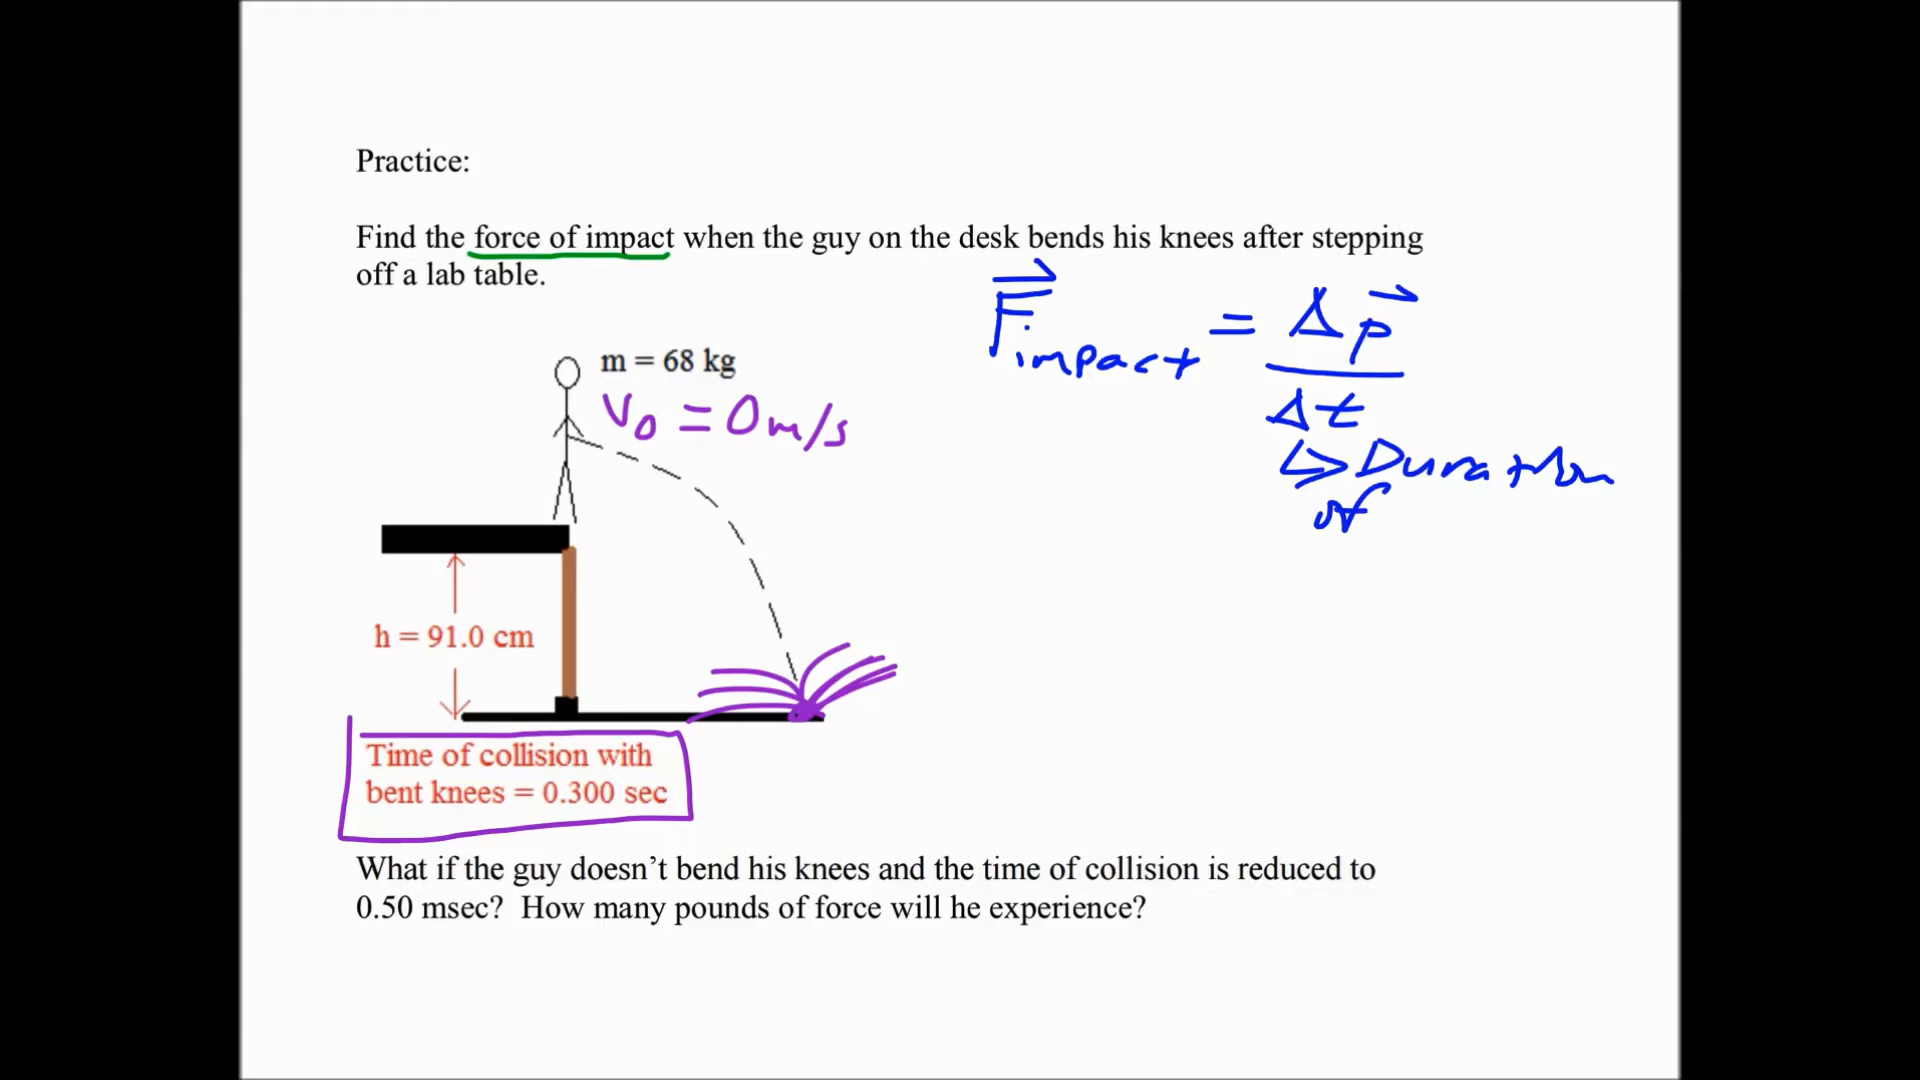 Practice:
Find the force of impact when the guy on the desk bends his knees after stepping
off a lab table.
F⃗impact = Δp⃗
Δt
↳> Duration
of
m = 68 kg
v₀ = 0 m/s
h = 91.0 cm
Time of collision with
bent knees = 0.300 sec
What if the guy doesn’t bend his knees and the time of collision is reduced to
0.50 msec? How many pounds of force will he experience?